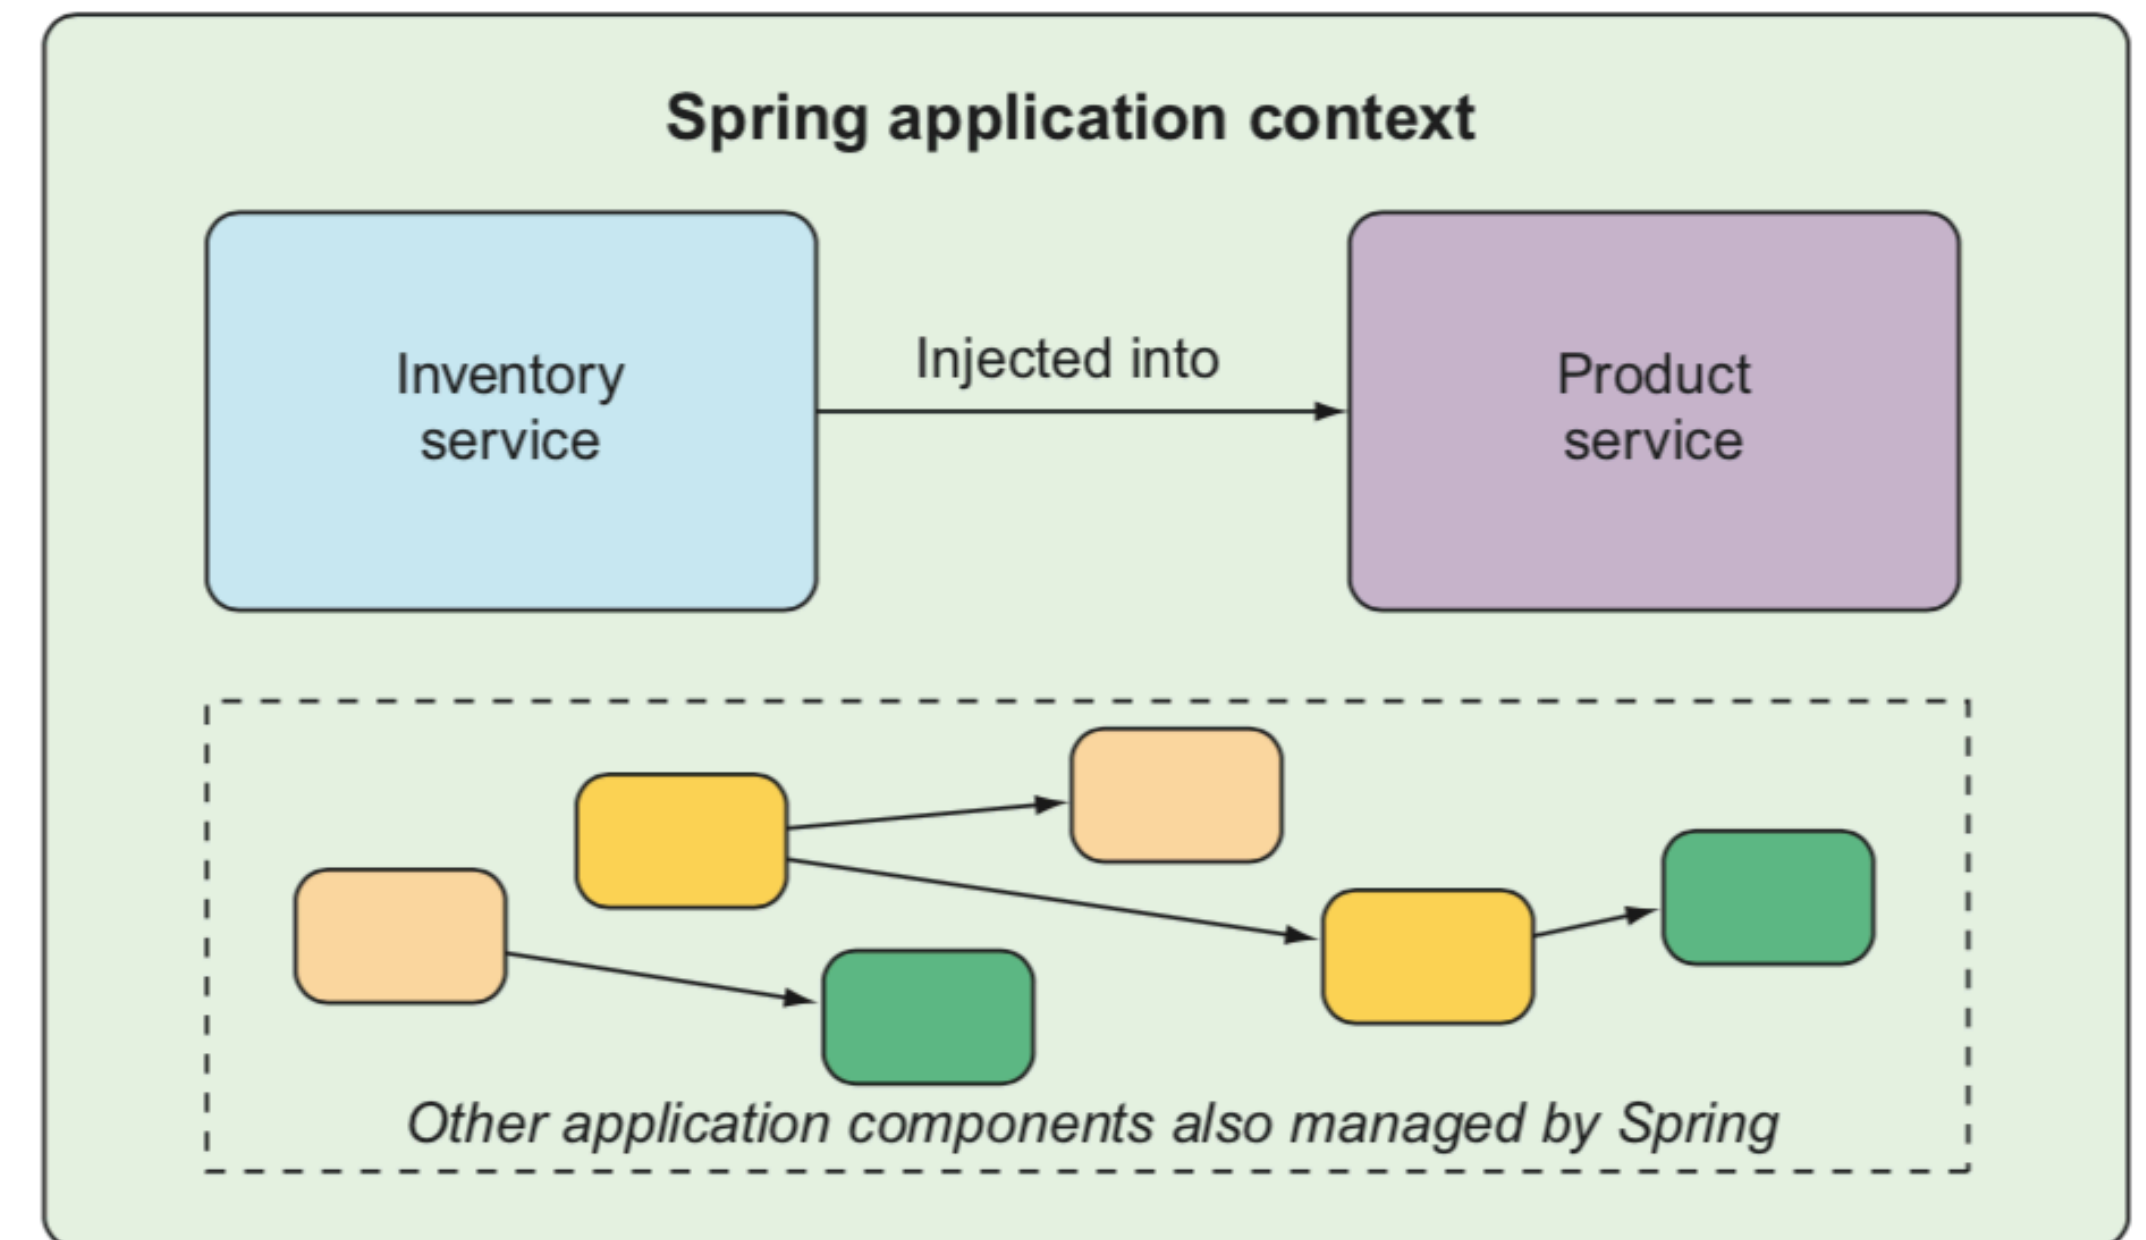 Spring application context
Inventory
service
Injected into
Product
service
Other application components also managed by Spring